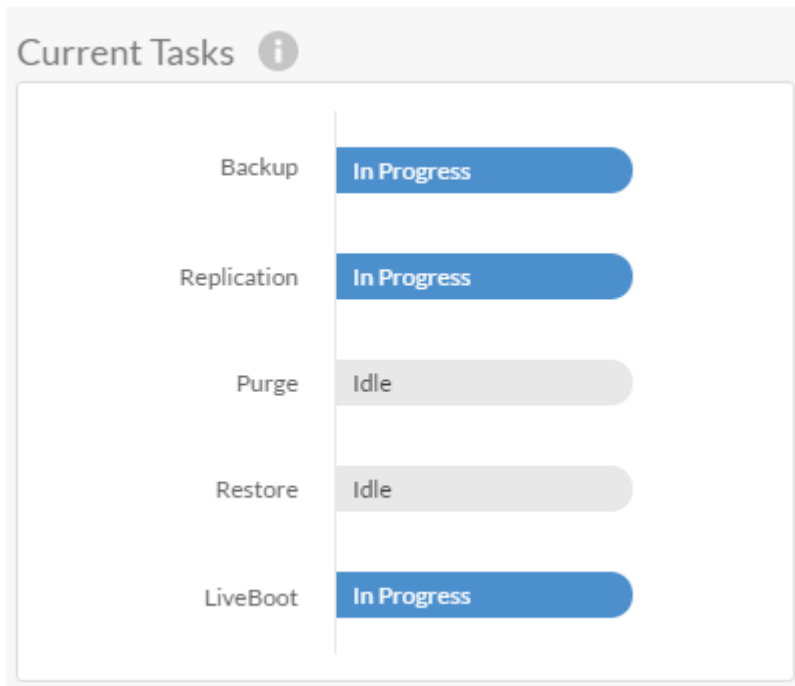 Current Tasks
Backup In Progress
Replication In Progress
Purge Idle
Restore Idle
LiveBoot In Progress